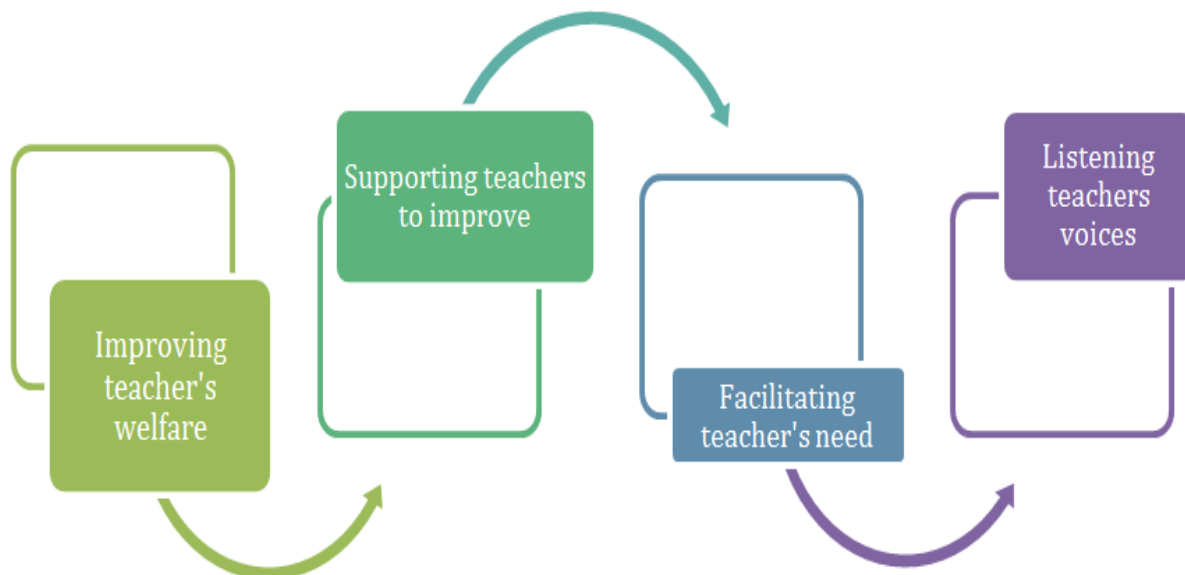 Improving
teacher's
welfare
Supporting teachers
to improve
Facilitating
teacher's need
Listening
teachers
voices